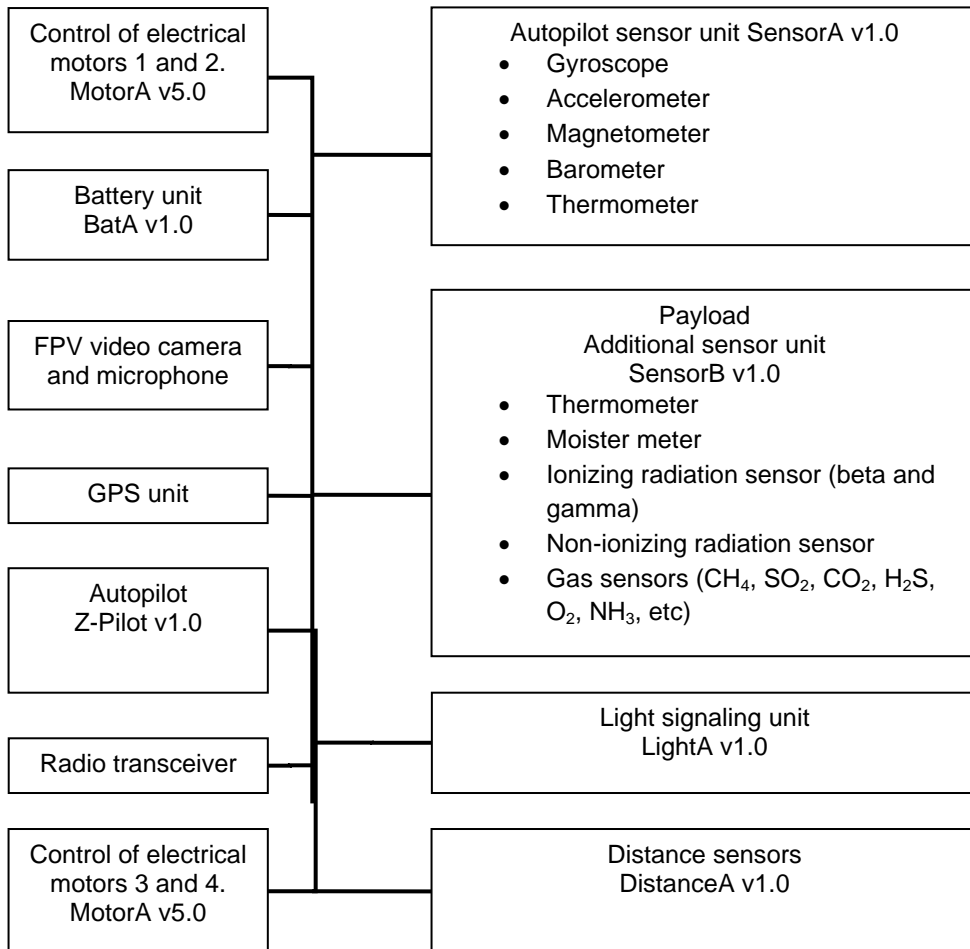 Control of electrical
motors 1 and 2.
MotorA v5.0
Battery unit
BatA v1.0
FPV video camera
and microphone
GPS unit
Autopilot
Z-Pilot v1.0
Radio transceiver
Control of electrical
motors 3 and 4.
MotorA v5.0
Autopilot sensor unit SensorA v1.0
• Gyroscope
• Accelerometer
• Magnetometer
• Barometer
• Thermometer
Payload
Additional sensor unit
SensorB v1.0
• Thermometer
• Moister meter
• Ionizing radiation sensor (beta and
gamma)
• Non-ionizing radiation sensor
• Gas sensors (CH₄, SO₂, CO₂, H₂S,
O₂, NH₃, etc)
Light signaling unit
LightA v1.0
Distance sensors
DistanceA v1.0